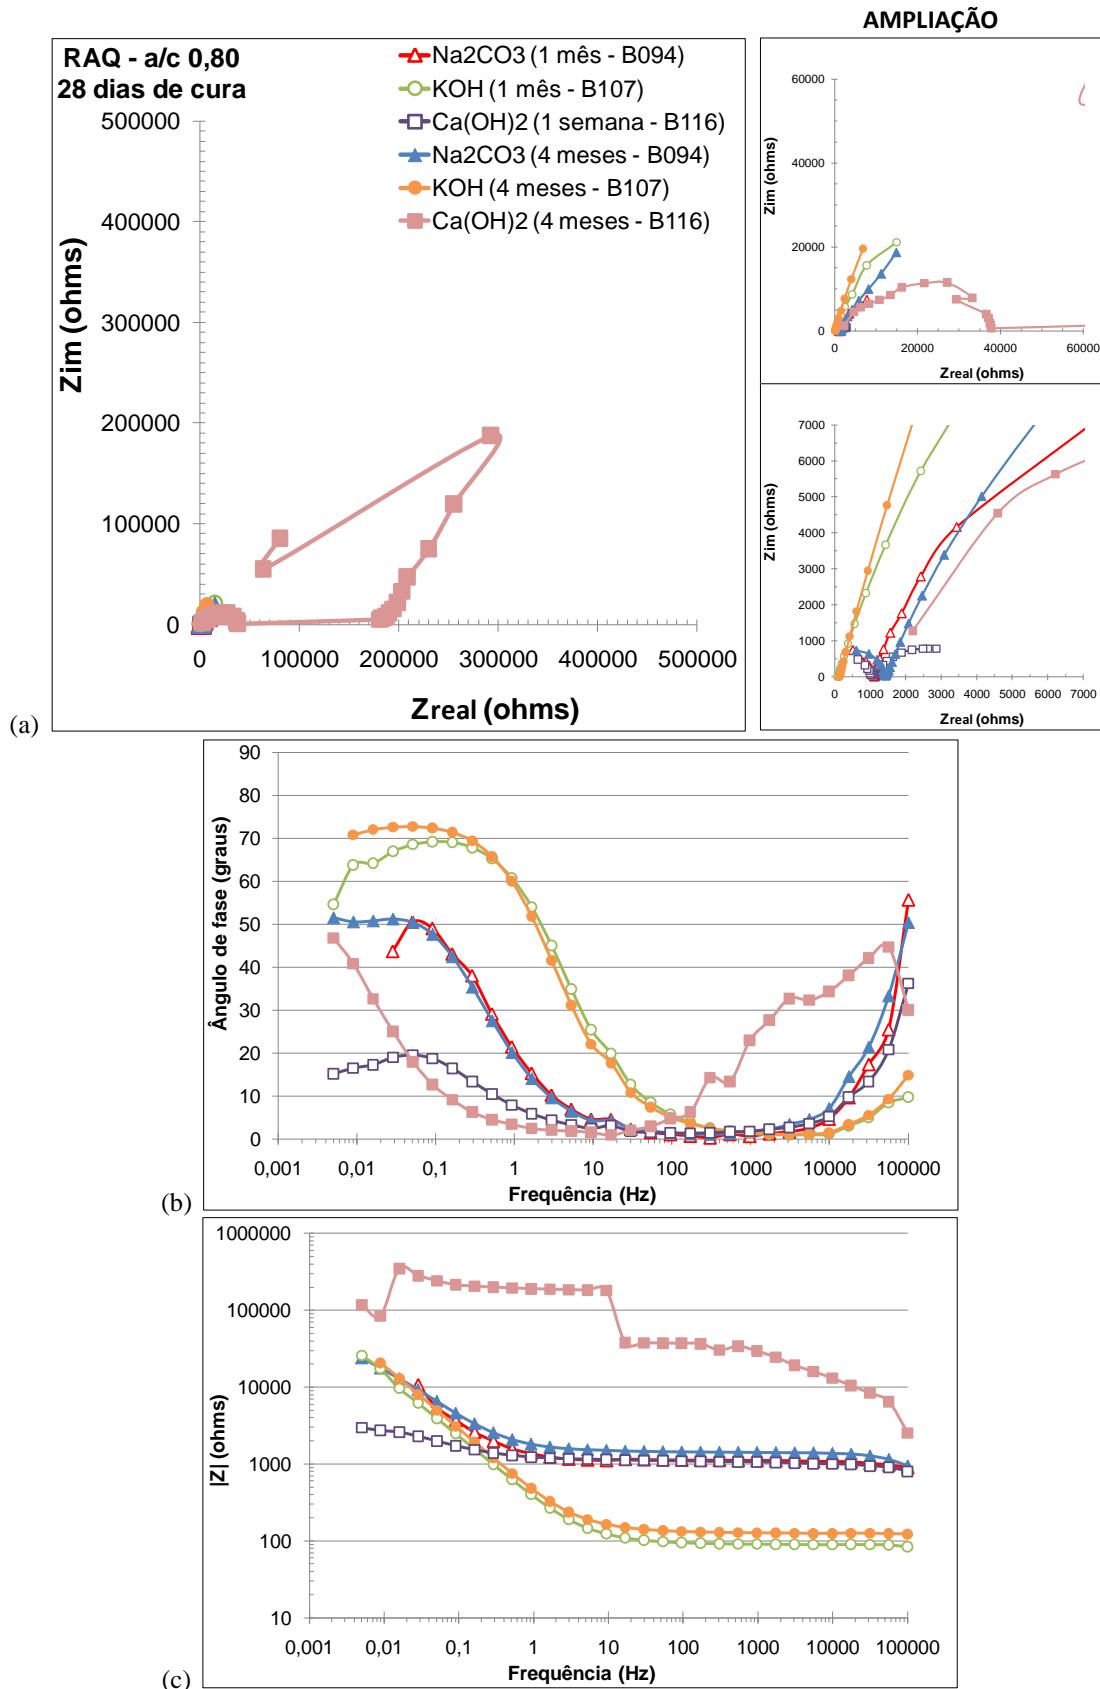 AMPLIAÇÃO
(a)
RAQ - a/c 0,80
28 dias de cura
Na2CO3 (1 mês - B094)
KOH (1 mês - B107)
Ca(OH)2 (1 semana - B116)
Na2CO3 (4 meses - B094)
KOH (4 meses - B107)
Ca(OH)2 (4 meses - B116)
Zim (ohms)
500000
400000
300000
200000
100000
0
0 100000 200000 300000 400000 500000
Zreal (ohms)
Zim (ohms)
60000
40000
20000
0
0 20000 40000 60000
Zreal (ohms)
Zim (ohms)
7000
6000
5000
4000
3000
2000
1000
0
0 1000 2000 3000 4000 5000 6000 7000
Zreal (ohms)
(b)
Ângulo de fase (graus)
90
80
70
60
50
40
30
20
10
0
0,001 0,01 0,1 1 10 100 1000 10000 100000
Frequência (Hz)
(c)
|Z| (ohms)
1000000
100000
10000
1000
100
10
0,001 0,01 0,1 1 10 100 1000 10000 100000
Frequência (Hz)